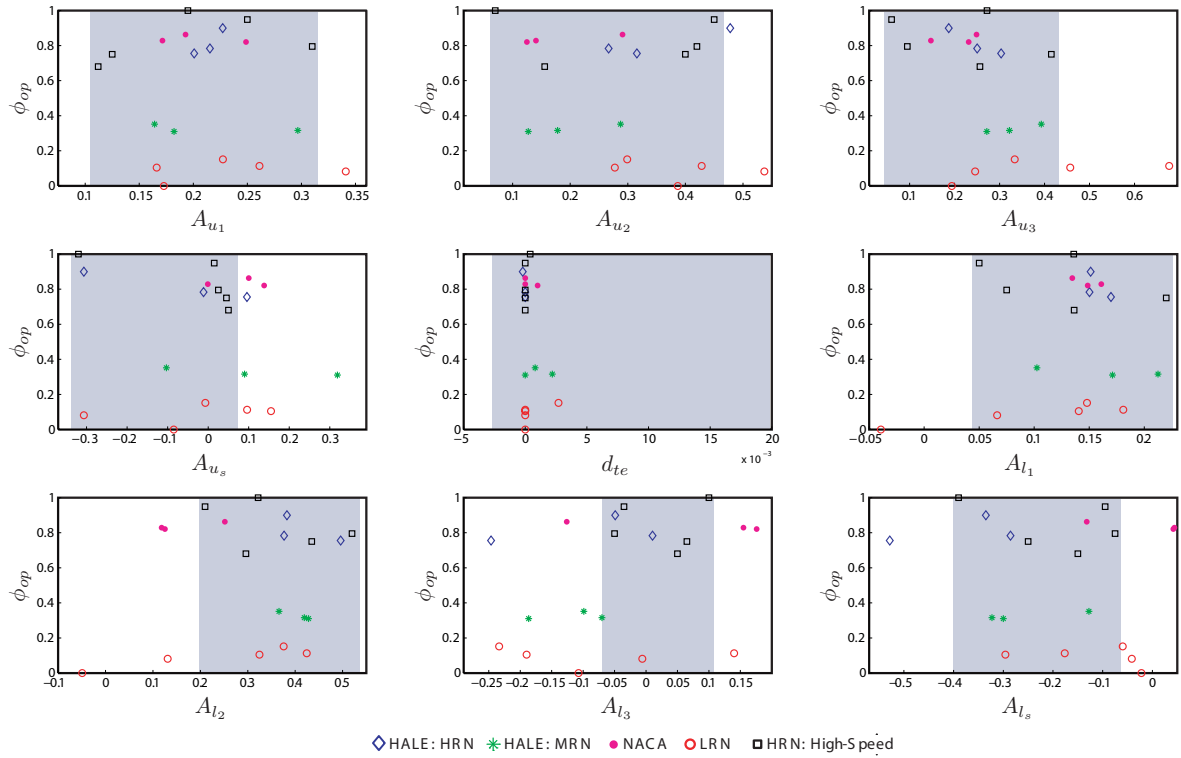 1 1 1
0.8 0.8 0.8
0.6 0.6 0.6
ϕop ϕop ϕop
0.4 0.4 0.4
0.2 0.2 0.2
0 0 0
0.1 0.15 0.2 0.25 0.3 0.35 0.1 0.2 0.3 0.4 0.5 0.1 0.2 0.3 0.4 0.5 0.6
Au1 Au2 Au3
1 1 1
0.8 0.8 0.8
0.6 0.6 0.6
ϕop ϕop ϕop
0.4 0.4 0.4
0.2 0.2 0.2
0 0 0
−0.3 −0.2 −0.1 0 0.1 0.2 0.3 −5 0 5 10 15 20 −0.05 0 0.05 0.1 0.15 0.2
x 10−3
Aus dte Al1
1 1 1
0.8 0.8 0.8
0.6 0.6 0.6
ϕop ϕop ϕop
0.4 0.4 0.4
0.2 0.2 0.2
0 0 0
−0.1 0 0.1 0.2 0.3 0.4 0.5 −0.25 −0.2 −0.15 −0.1 −0.05 0 0.05 0.1 0.15 −0.5 −0.4 −0.3 −0.2 −0.1 0
Al2 Al3 Als
HALE: HRN HALE: MRN NACA LRN HRN: High-Speed